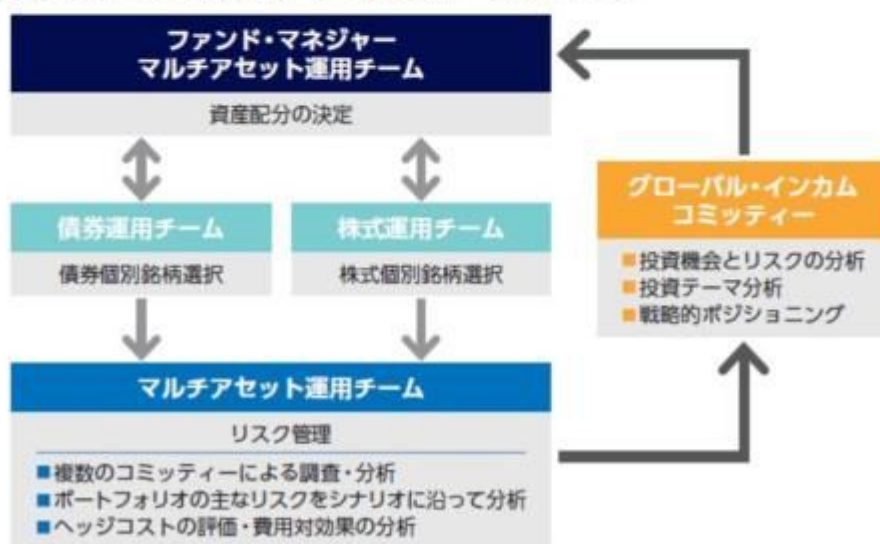 ファンド・マネジャー
マルチアセット運用チーム
資産配分の決定
債券運用チーム
債券個別銘柄選択
株式運用チーム
株式個別銘柄選択
グローバル・インカム
コミッティー
■投資機会とリスクの分析
■投資テーマ分析
■戦略的ポジショニング
マルチアセット運用チーム
リスク管理
■複数のコミッティーによる調査・分析
■ポートフォリオの主なリスクをシナリオに沿って分析
■ヘッジコストの評価・費用対効果の分析